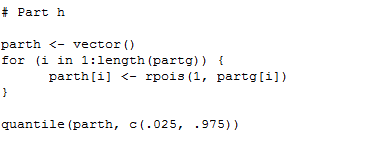 # Part h
parth <- vector()
for (i in 1:length(partg)) {
parth[i] <- rpois(1, partg[i])
}
quantile(parth, c(.025, .975))